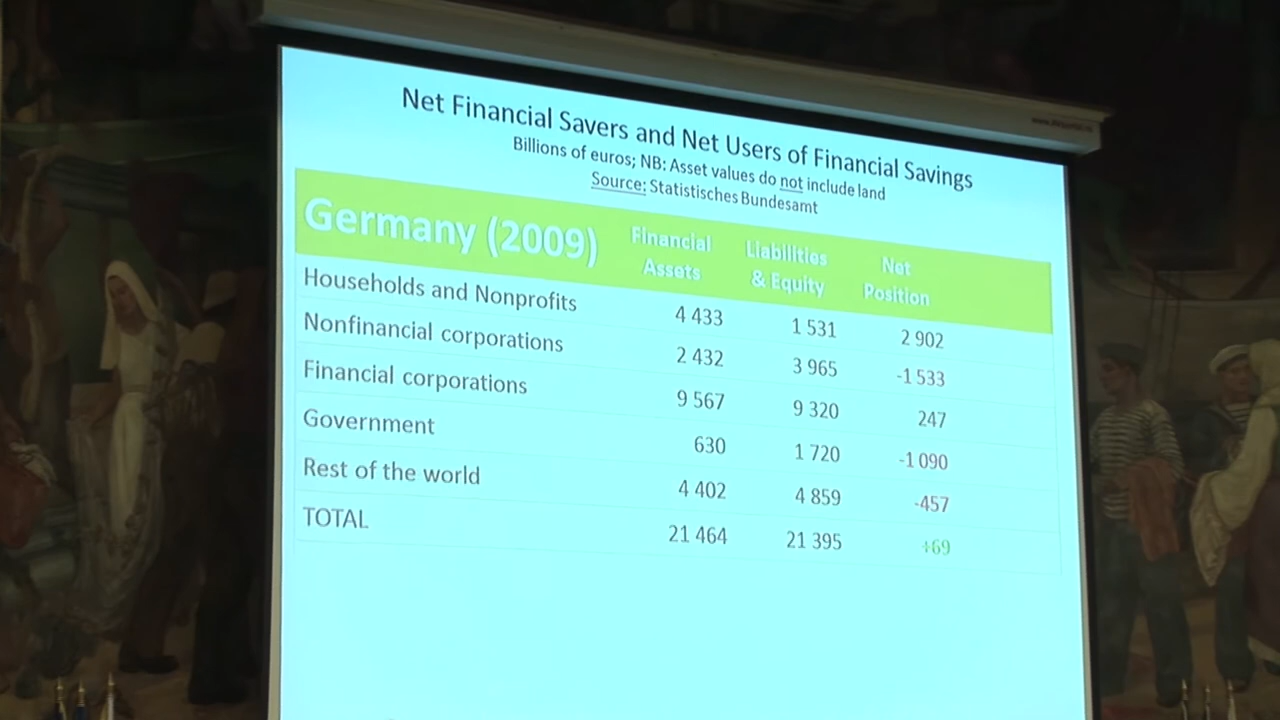 Net Financial Savers and Net Users of Financial Savings
Billions of euros; NB: Asset values do not include land
Source: Statistisches Bundesamt
Germany (2009) Financial Assets Liabilities & Equity Net Position
Households and Nonprofits 4 433 1 531 2 902
Nonfinancial corporations 2 432 3 965 -1 533
Financial corporations 9 567 9 320 247
Government 630 1 720 -1 090
Rest of the world 4 402 4 859 -457
TOTAL 21 464 21 395 +69